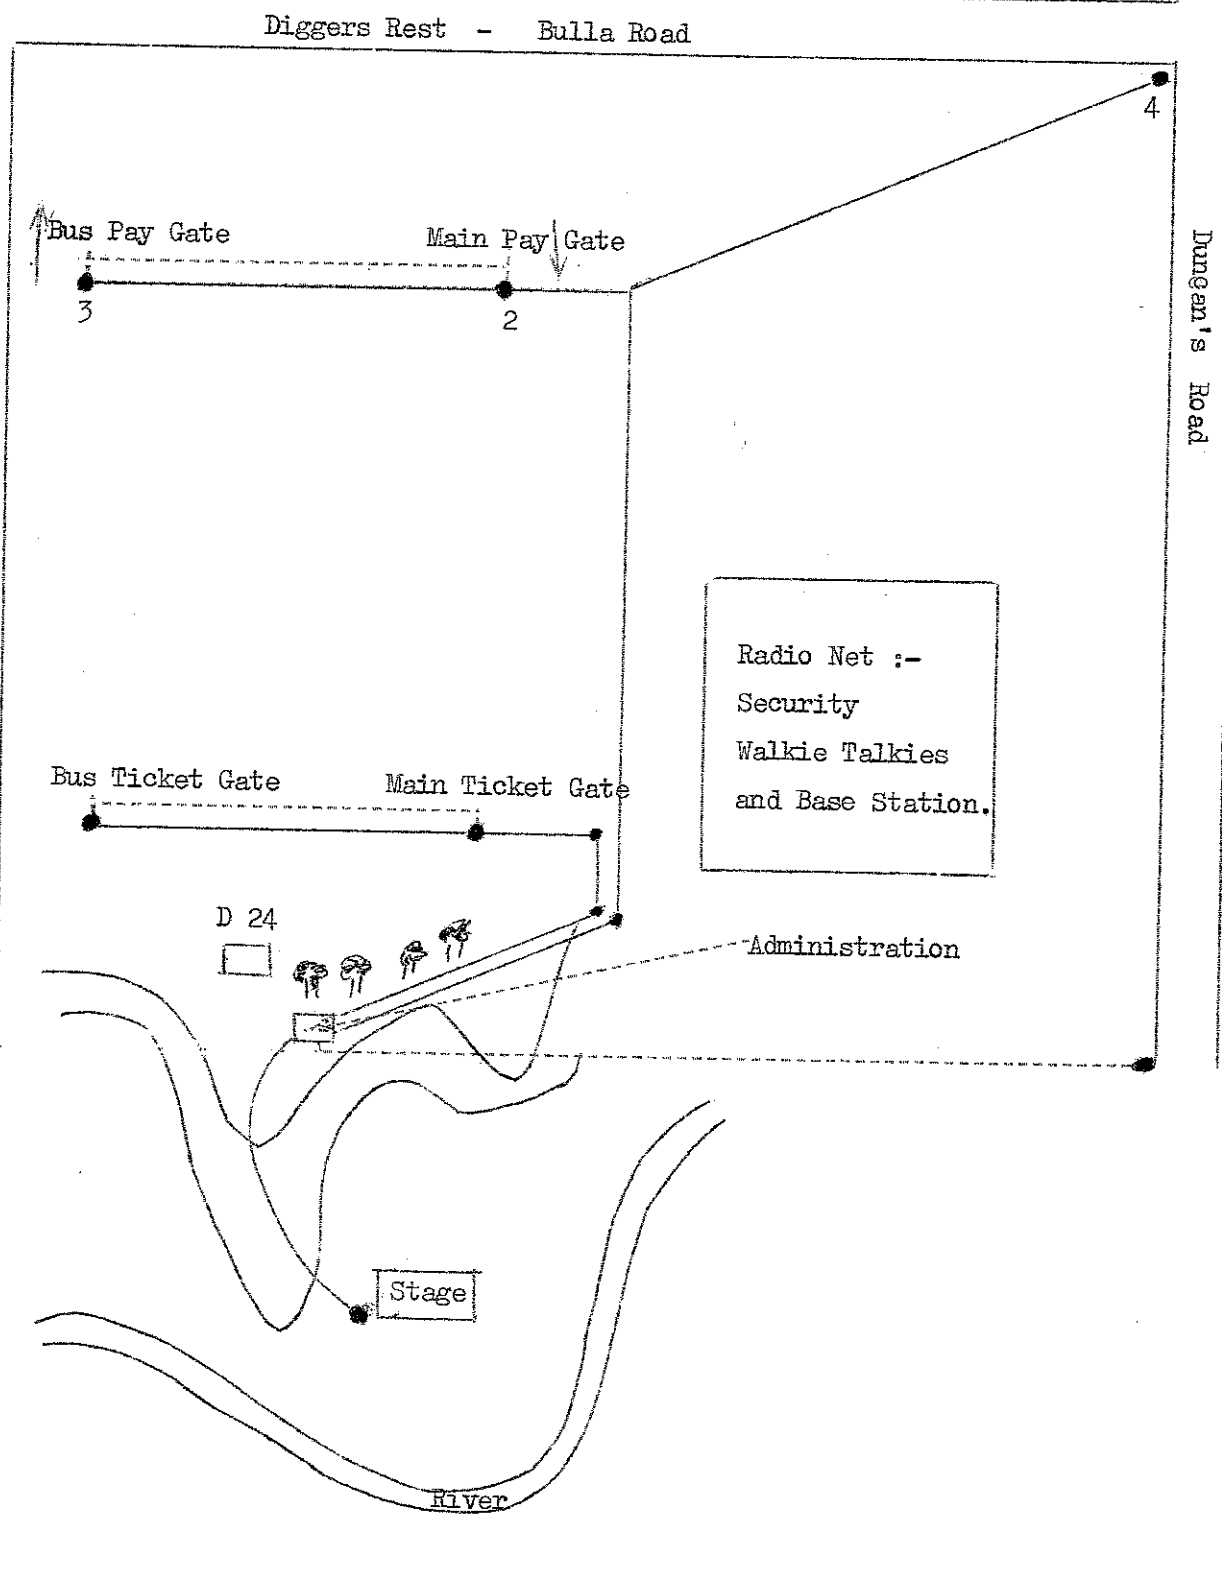 Diggers Rest - Bulla Road
4
Bus Pay Gate
Main Pay Gate
3
2
Duncan's Road
Radio Net :-
Security
Walkie Talkies
and Base Station.
Bus Ticket Gate
Main Ticket Gate
D 24
Administration
Stage
River